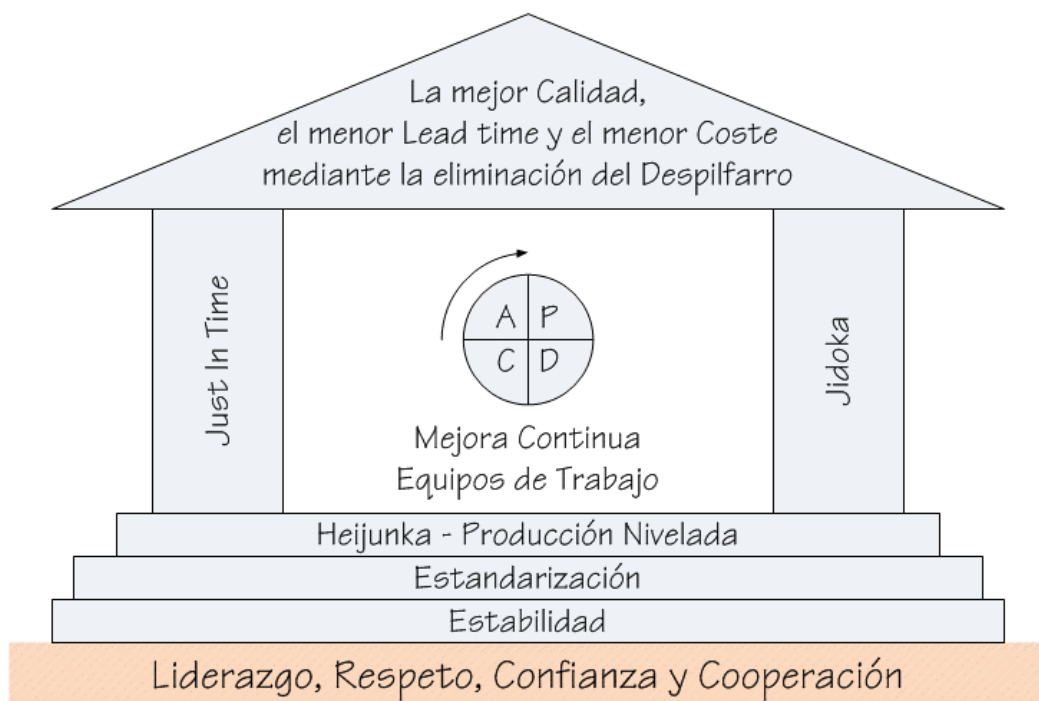 La mejor Calidad,
el menor Lead time y el menor Coste
mediante la eliminación del Despilfarro
Just In Time
A P
C D
Mejora Continua
Equipos de Trabajo
Jidoka
Heijunka - Producción Nivelada
Estandarización
Estabilidad
Liderazgo, Respeto, Confianza y Cooperación